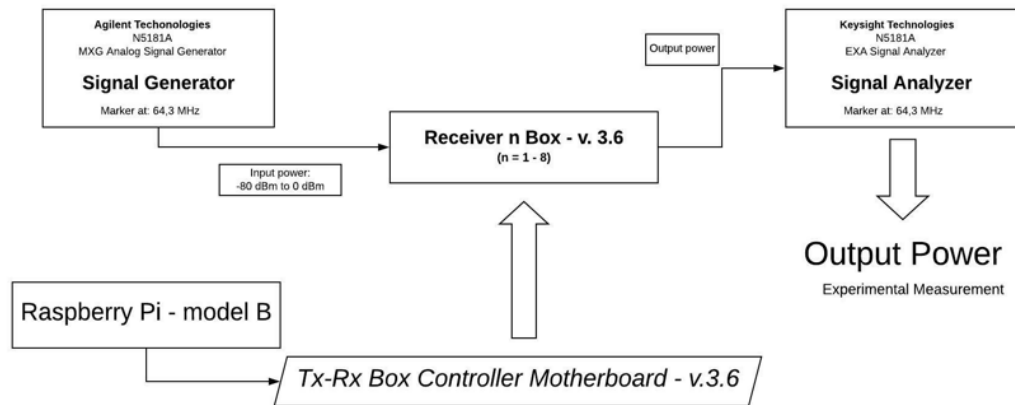 Agilent Techonologies
N5181A
MXG Analog Signal Generator
Signal Generator
Marker at: 64,3 MHz
Input power:
-80 dBm to 0 dBm
Receiver n Box - v. 3.6
(n = 1 - 8)
Output power
Keysight Technologies
N5181A
EXA Signal Analyzer
Signal Analyzer
Marker at: 64,3 MHz
Output Power
Experimental Measurement
Raspberry Pi - model B
Tx-Rx Box Controller Motherboard - v.3.6